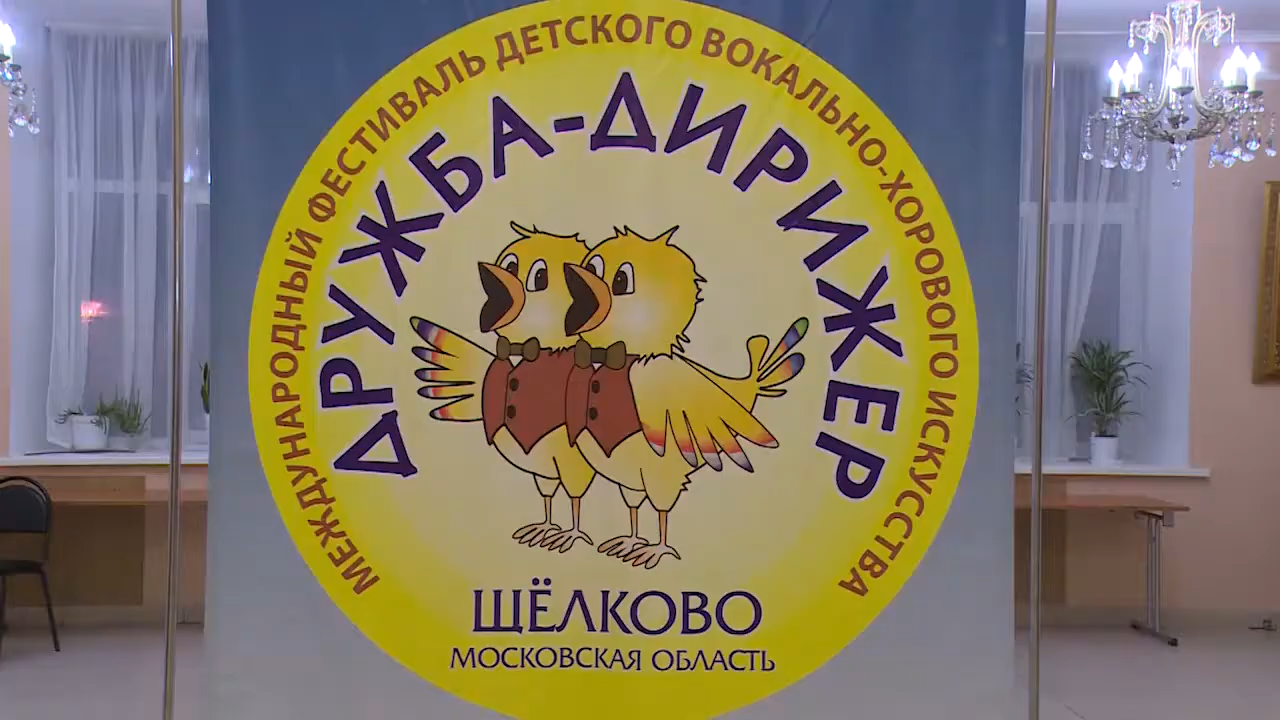 МЕЖДУНАРОДНЫЙ ФЕСТИВАЛЬ ДЕТСКОГО ВОКАЛЬНО-ХОРОВОГО ИСКУССТВА
ДРУЖБА-ДИРИЖЕР
ЩЁЛКОВО
МОСКОВСКАЯ ОБЛАСТЬ